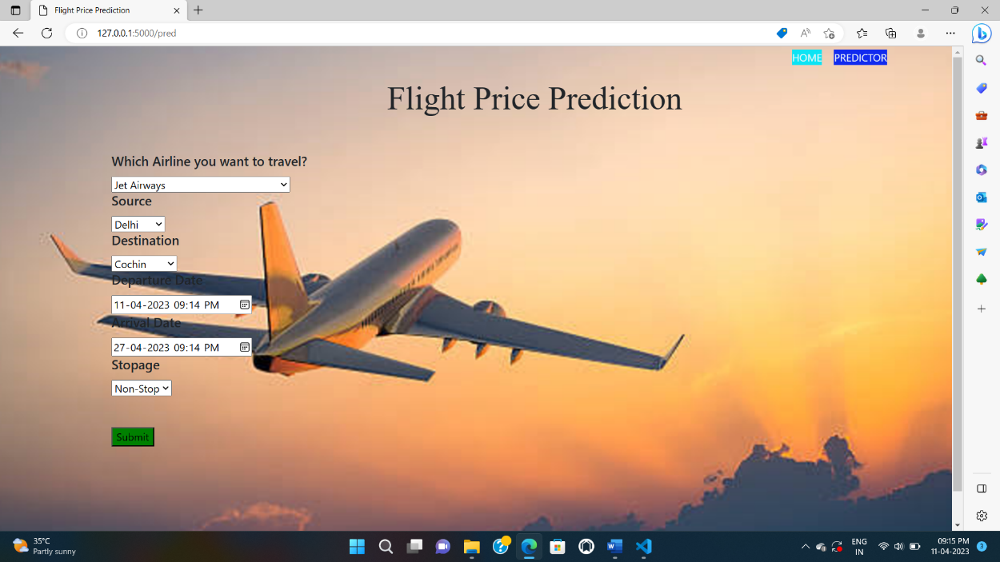 Flight Price Prediction
127.0.0.1:5000/pred
HOME PREDICTOR
Flight Price Prediction
Which Airline you want to travel?
Jet Airways
Source
Delhi
Destination
Cochin
Departure Date
11-04-2023 09:14 PM
Arrival Date
27-04-2023 09:14 PM
Stopage
Non-Stop
Submit
35°C
Partly sunny
ENG
IN
09:15 PM
11-04-2023
3